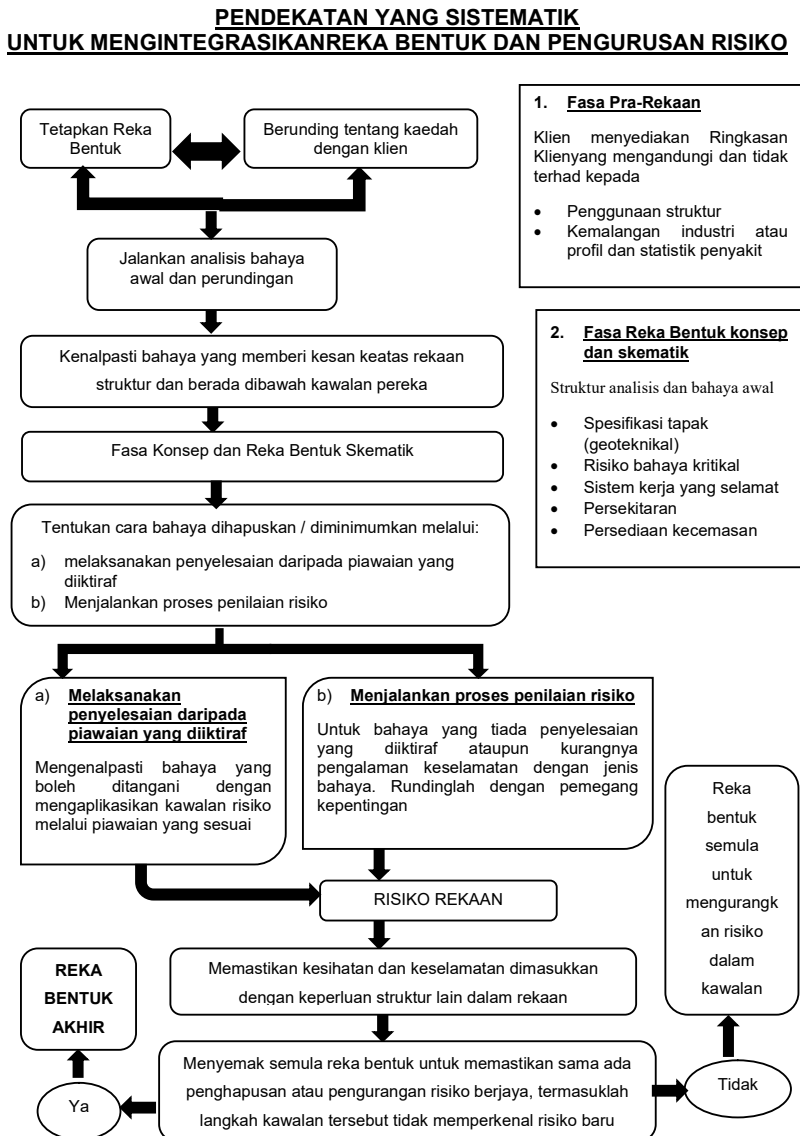 PENDEKATAN YANG SISTEMATIK
UNTUK MENGINTEGRASIKANREKA BENTUK DAN PENGURUSAN RISIKO
Tetapkan Reka
Bentuk
Berunding tentang kaedah
dengan klien
1. Fasa Pra-Rekaan
Klien menyediakan Ringkasan
Klienyang mengandungi dan tidak
terhad kepada
• Penggunaan struktur
• Kemalangan industri atau
profil dan statistik penyakit
Jalankan analisis bahaya
awal dan perundingan
Kenalpasti bahaya yang memberi kesan keatas rekaan
struktur dan berada dibawah kawalan pereka
2. Fasa Reka Bentuk konsep
dan skematik
Struktur analisis dan bahaya awal
• Spesifikasi tapak
(geoteknikal)
• Risiko bahaya kritikal
• Sistem kerja yang selamat
• Persekitaran
• Persediaan kecemasan
Fasa Konsep dan Reka Bentuk Skematik
Tentukan cara bahaya dihapuskan / diminimumkan melalui:
a) melaksanakan penyelesaian daripada piawaian yang
diiktiraf
b) Menjalankan proses penilaian risiko
a) Melaksanakan
penyelesaian daripada
piawaian yang diiktiraf
Mengenalpasti bahaya yang
boleh ditangani dengan
mengaplikasikan kawalan risiko
melalui piawaian yang sesuai
b) Menjalankan proses penilaian risiko
Untuk bahaya yang tiada penyelesaian
yang diiktiraf ataupun kurangnya
pengalaman keselamatan dengan jenis
bahaya. Rundinglah dengan pemegang
kepentingan
Reka
bentuk
semula
untuk
mengurangk
an risiko
dalam
kawalan
RISIKO REKAAN
Memastikan kesihatan dan keselamatan dimasukkan
dengan keperluan struktur lain dalam rekaan
REKA
BENTUK
AKHIR
Menyemak semula reka bentuk untuk memastikan sama ada
penghapusan atau pengurangan risiko berjaya, termasuklah
langkah kawalan tersebut tidak memperkenal risiko baru
Ya
Tidak